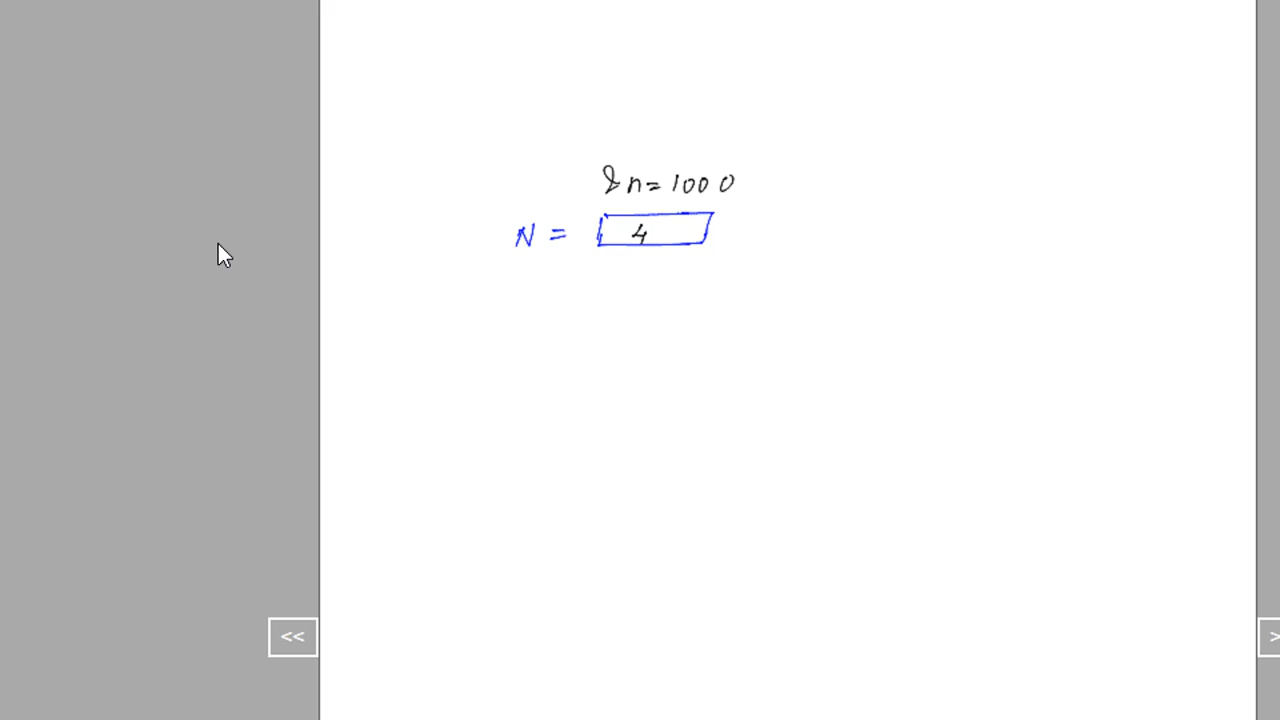 &n=1000
N = 4
<<
>